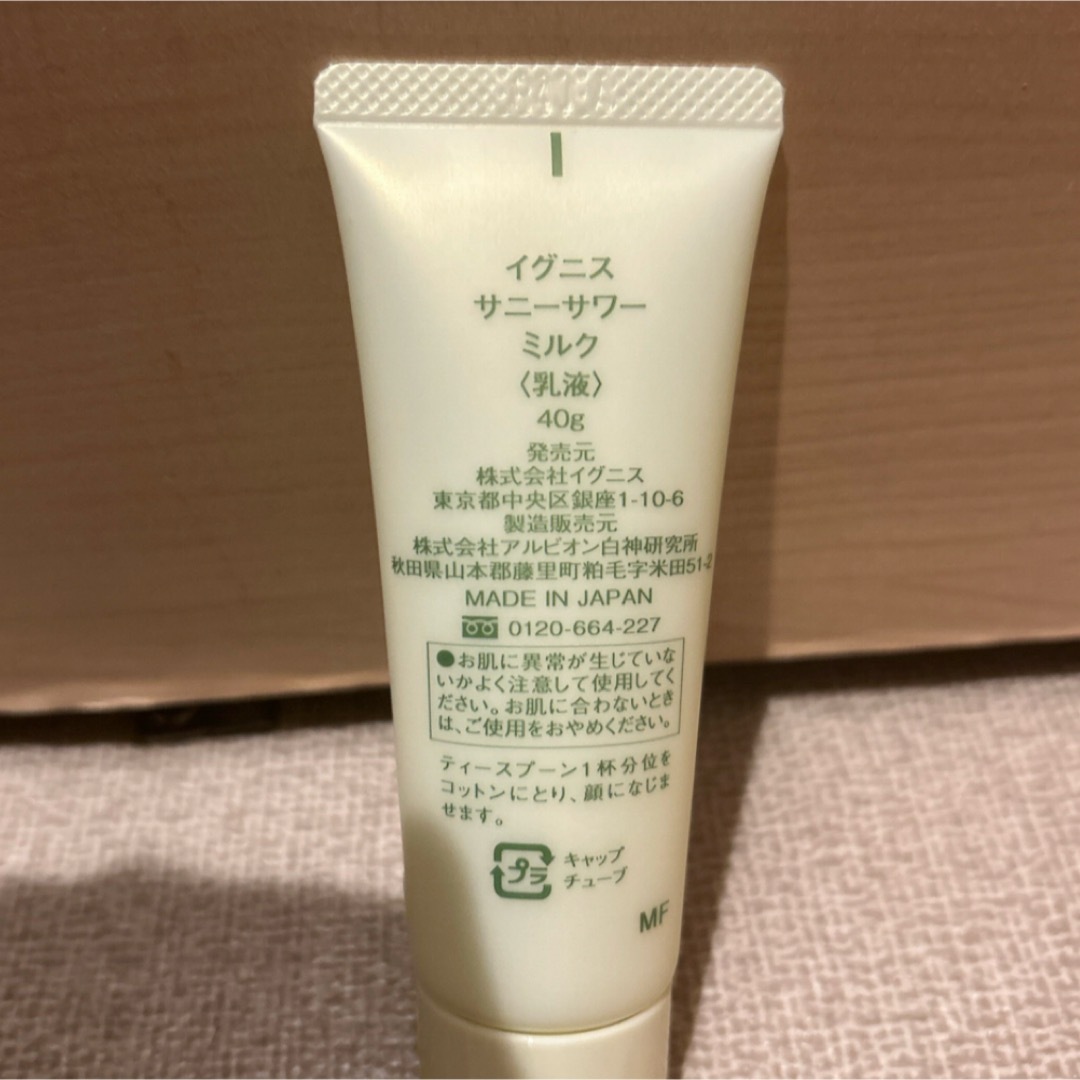 イグニス
サニーサワー
ミルク
〈乳液〉
40g
発売元
株式会社イグニス
東京都中央区銀座1-10-6
製造販売元
株式会社アルビオン白神研究所
秋田県山本郡藤里町粕毛字米田51-2
MADE IN JAPAN
0120-664-227
●お肌に異常が生じていな
いかよく注意して使用してく
ださい。お肌に合わないとき
は、ご使用をおやめください。
ティースプーン1杯分位を
コットンにとり、顔になじま
せます。
プラ キャップ
チューブ
MF